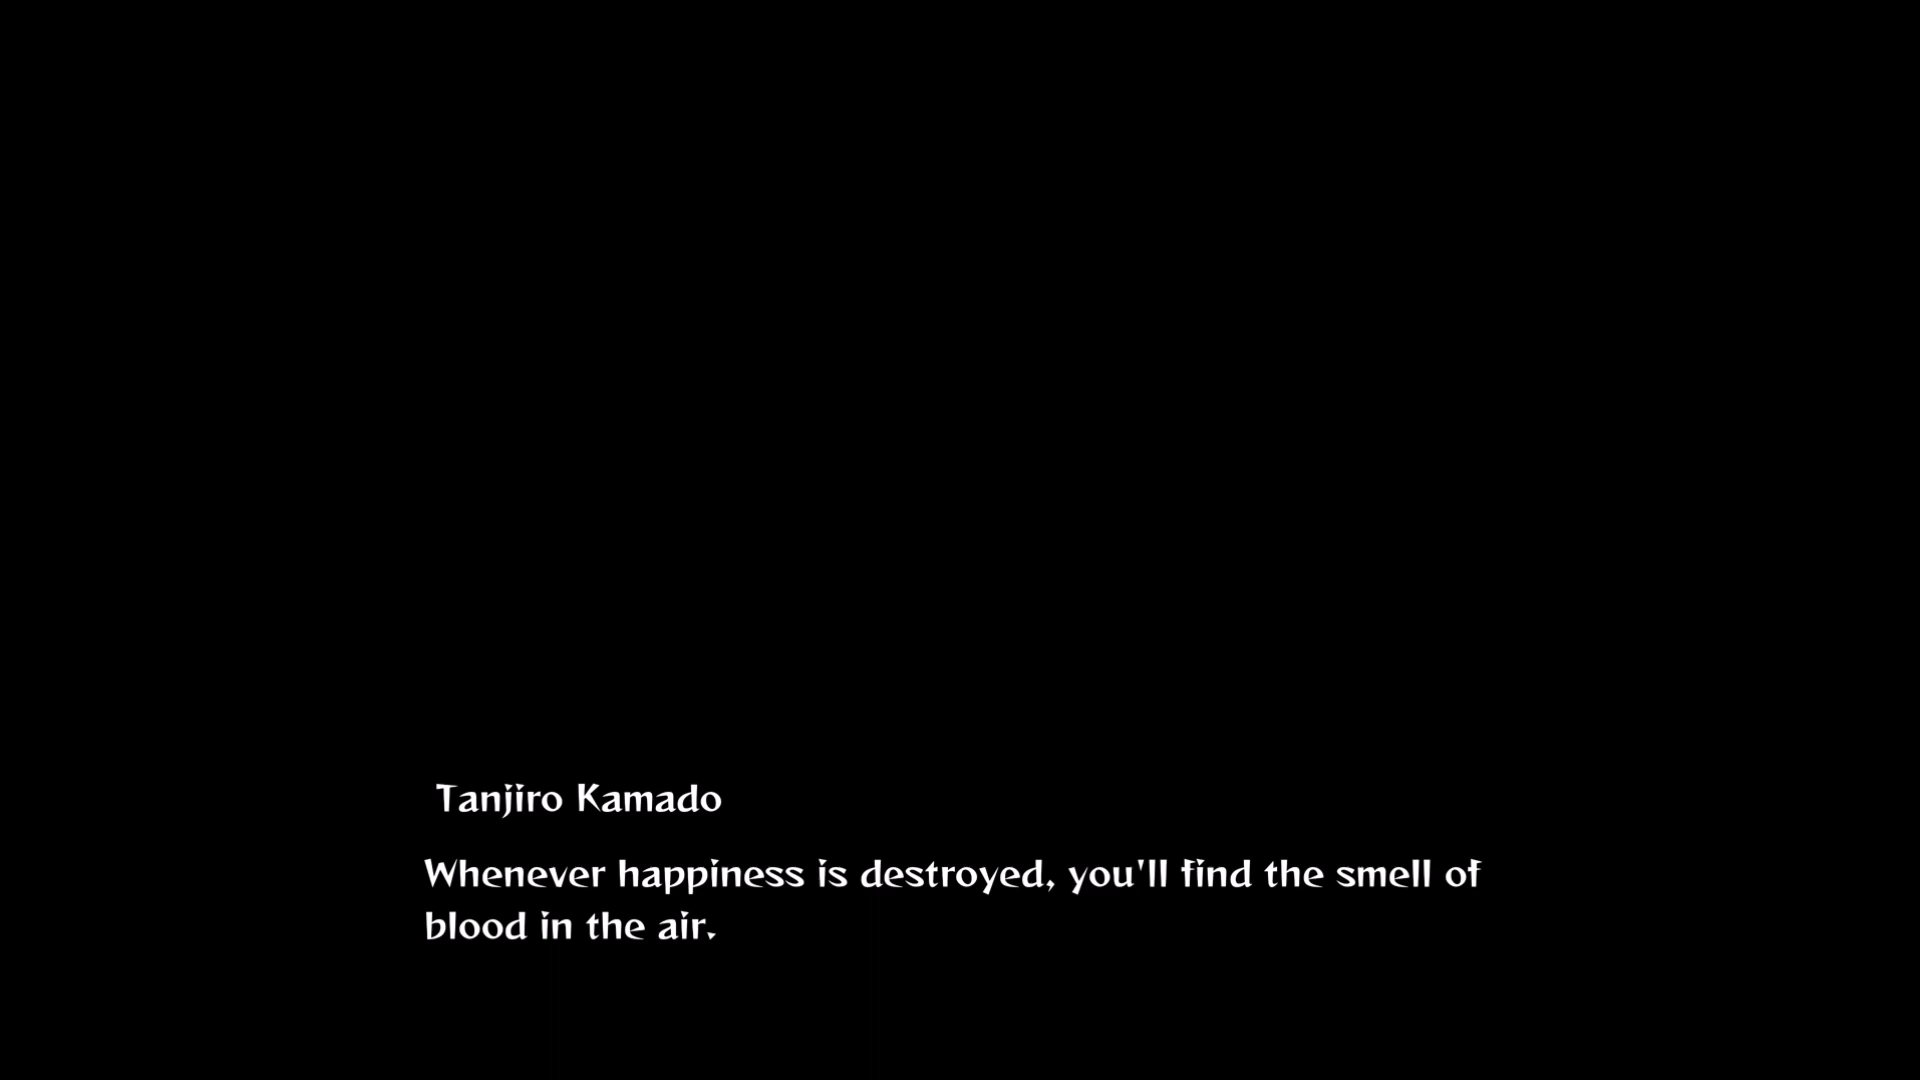 Tanjiro Kamado
Whenever happiness is destroyed, you'll find the smell of
blood in the air.